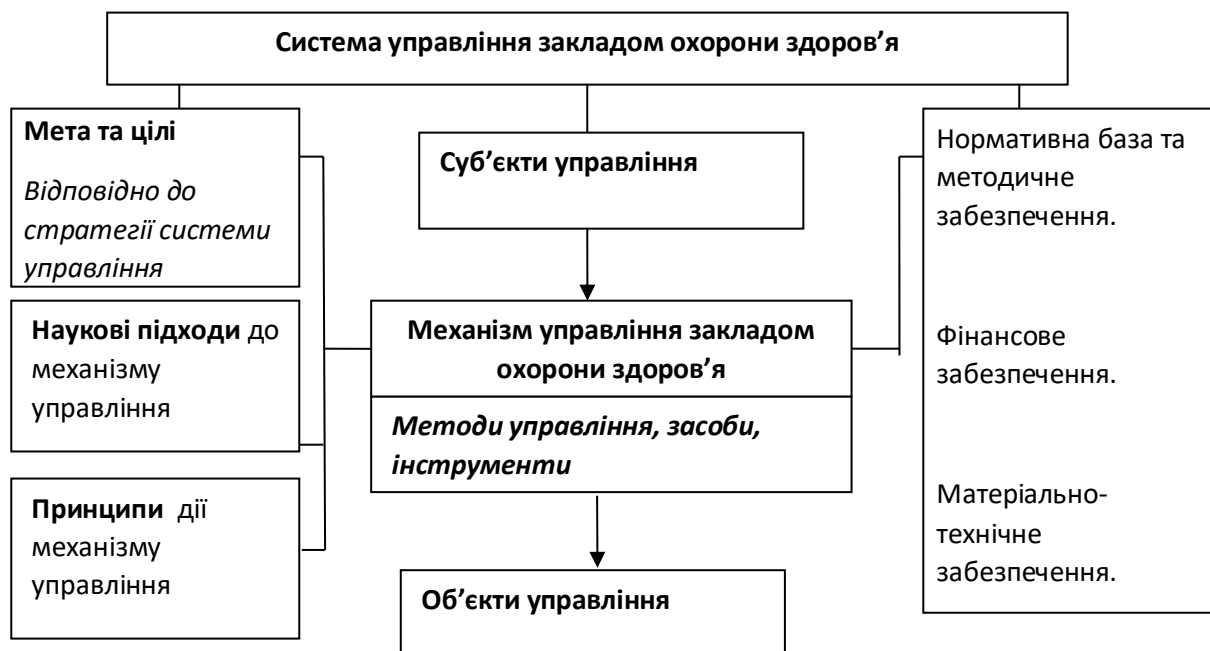 Система управління закладом охорони здоров’я
Мета та цілі
Відповідно до
стратегії системи
управління
Наукові підходи до
механізму
управління
Принципи дії
механізму
управління
Суб’єкти управління
Механізм управління закладом
охорони здоров’я
Методи управління, засоби,
інструменти
Об’єкти управління
Нормативна база та
методичне
забезпечення.
Фінансове
забезпечення.
Матеріально-
технічне
забезпечення.